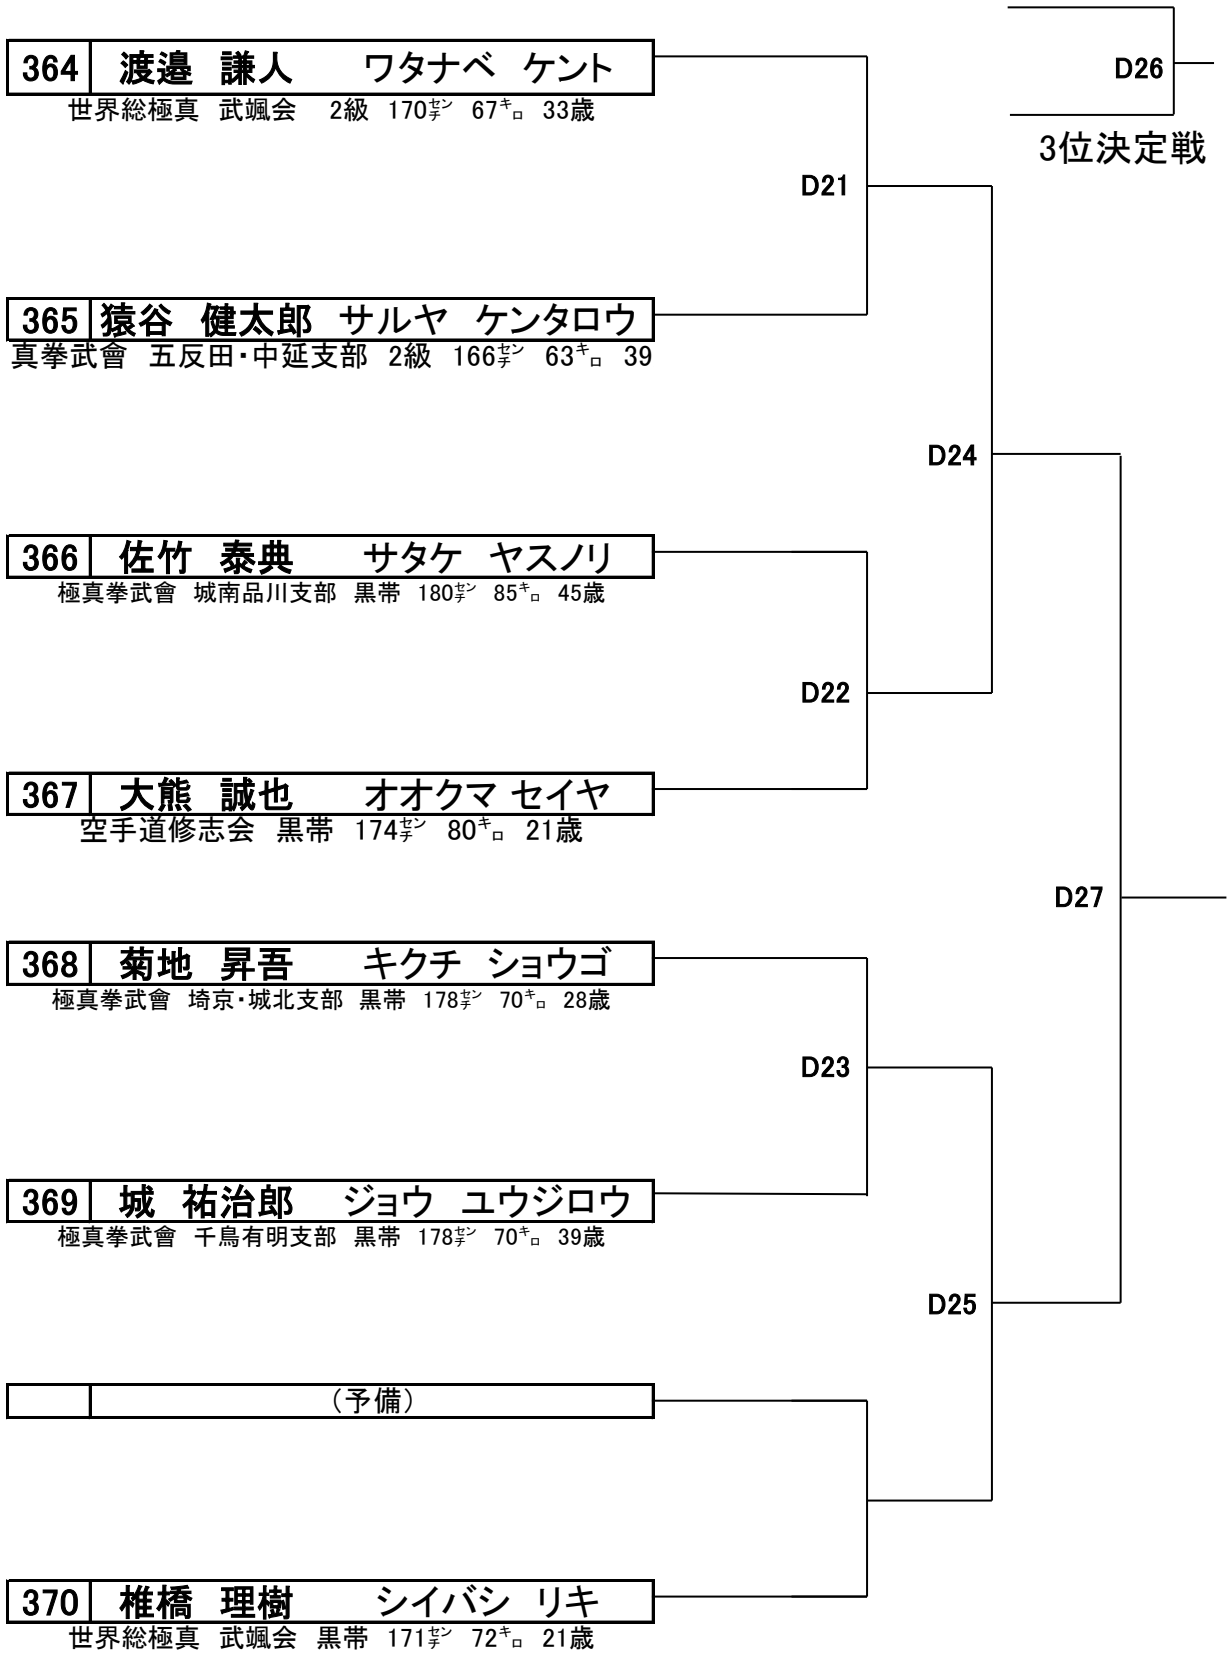 D26
3位決定戦
364 渡邉 謙人 ワタナベ ケント
世界総極真 武颯会 2級 170㌢ 67㌔ 33歳
D21
365 猿谷 健太郎 サルヤ ケンタロウ
真拳武會 五反田・中延支部 2級 166㌢ 63㌔ 39
D24
366 佐竹 泰典 サタケ ヤスノリ
極真拳武會 城南品川支部 黒帯 180㌢ 85㌔ 45歳
D22
367 大熊 誠也 オオクマ セイヤ
空手道修志会 黒帯 174㌢ 80㌔ 21歳
D27
368 菊地 昇吾 キクチ ショウゴ
極真拳武會 埼京・城北支部 黒帯 178㌢ 70㌔ 28歳
D23
369 城 祐治郎 ジョウ ユウジロウ
極真拳武會 千鳥有明支部 黒帯 178㌢ 70㌔ 39歳
D25
（予備）
370 椎橋 理樹 シイバシ リキ
世界総極真 武颯会 黒帯 171㌢ 72㌔ 21歳